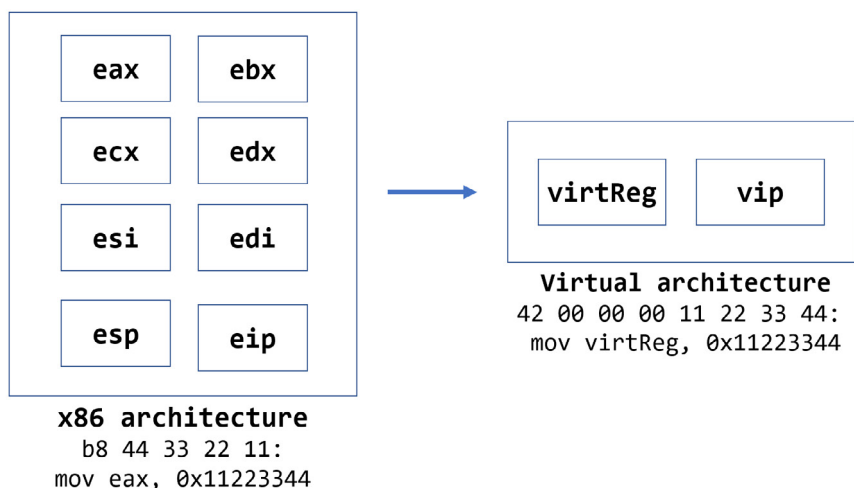 eax ebx
ecx edx
esi edi
esp eip
x86 architecture
b8 44 33 22 11:
mov eax, 0x11223344
virtReg vip
Virtual architecture
42 00 00 00 11 22 33 44:
mov virtReg, 0x11223344